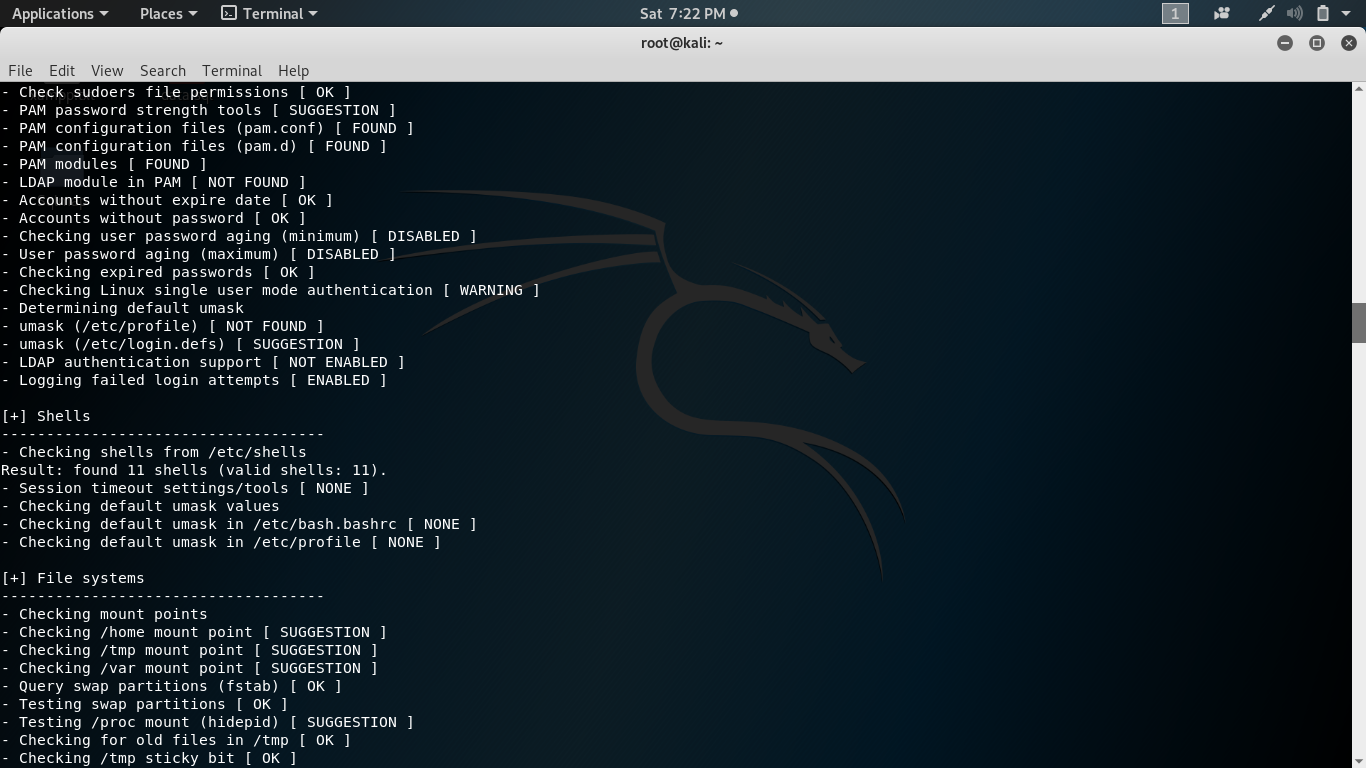 Applications Places Terminal Sat 7:22 PM 1
root@kali: ~
File Edit View Search Terminal Help
- Check sudoers file permissions [ OK ]
- PAM password strength tools [ SUGGESTION ]
- PAM configuration files (pam.conf) [ FOUND ]
- PAM configuration files (pam.d) [ FOUND ]
- PAM modules [ FOUND ]
- LDAP module in PAM [ NOT FOUND ]
- Accounts without expire date [ OK ]
- Accounts without password [ OK ]
- Checking user password aging (minimum) [ DISABLED ]
- User password aging (maximum) [ DISABLED ]
- Checking expired passwords [ OK ]
- Checking Linux single user mode authentication [ WARNING ]
- Determining default umask
- umask (/etc/profile) [ NOT FOUND ]
- umask (/etc/login.defs) [ SUGGESTION ]
- LDAP authentication support [ NOT ENABLED ]
- Logging failed login attempts [ ENABLED ]
[+] Shells
------------------------------------
- Checking shells from /etc/shells
Result: found 11 shells (valid shells: 11).
- Session timeout settings/tools [ NONE ]
- Checking default umask values
- Checking default umask in /etc/bash.bashrc [ NONE ]
- Checking default umask in /etc/profile [ NONE ]
[+] File systems
------------------------------------
- Checking mount points
- Checking /home mount point [ SUGGESTION ]
- Checking /tmp mount point [ SUGGESTION ]
- Checking /var mount point [ SUGGESTION ]
- Query swap partitions (fstab) [ OK ]
- Testing swap partitions [ OK ]
- Testing /proc mount (hidepid) [ SUGGESTION ]
- Checking for old files in /tmp [ OK ]
- Checking /tmp sticky bit [ OK ]